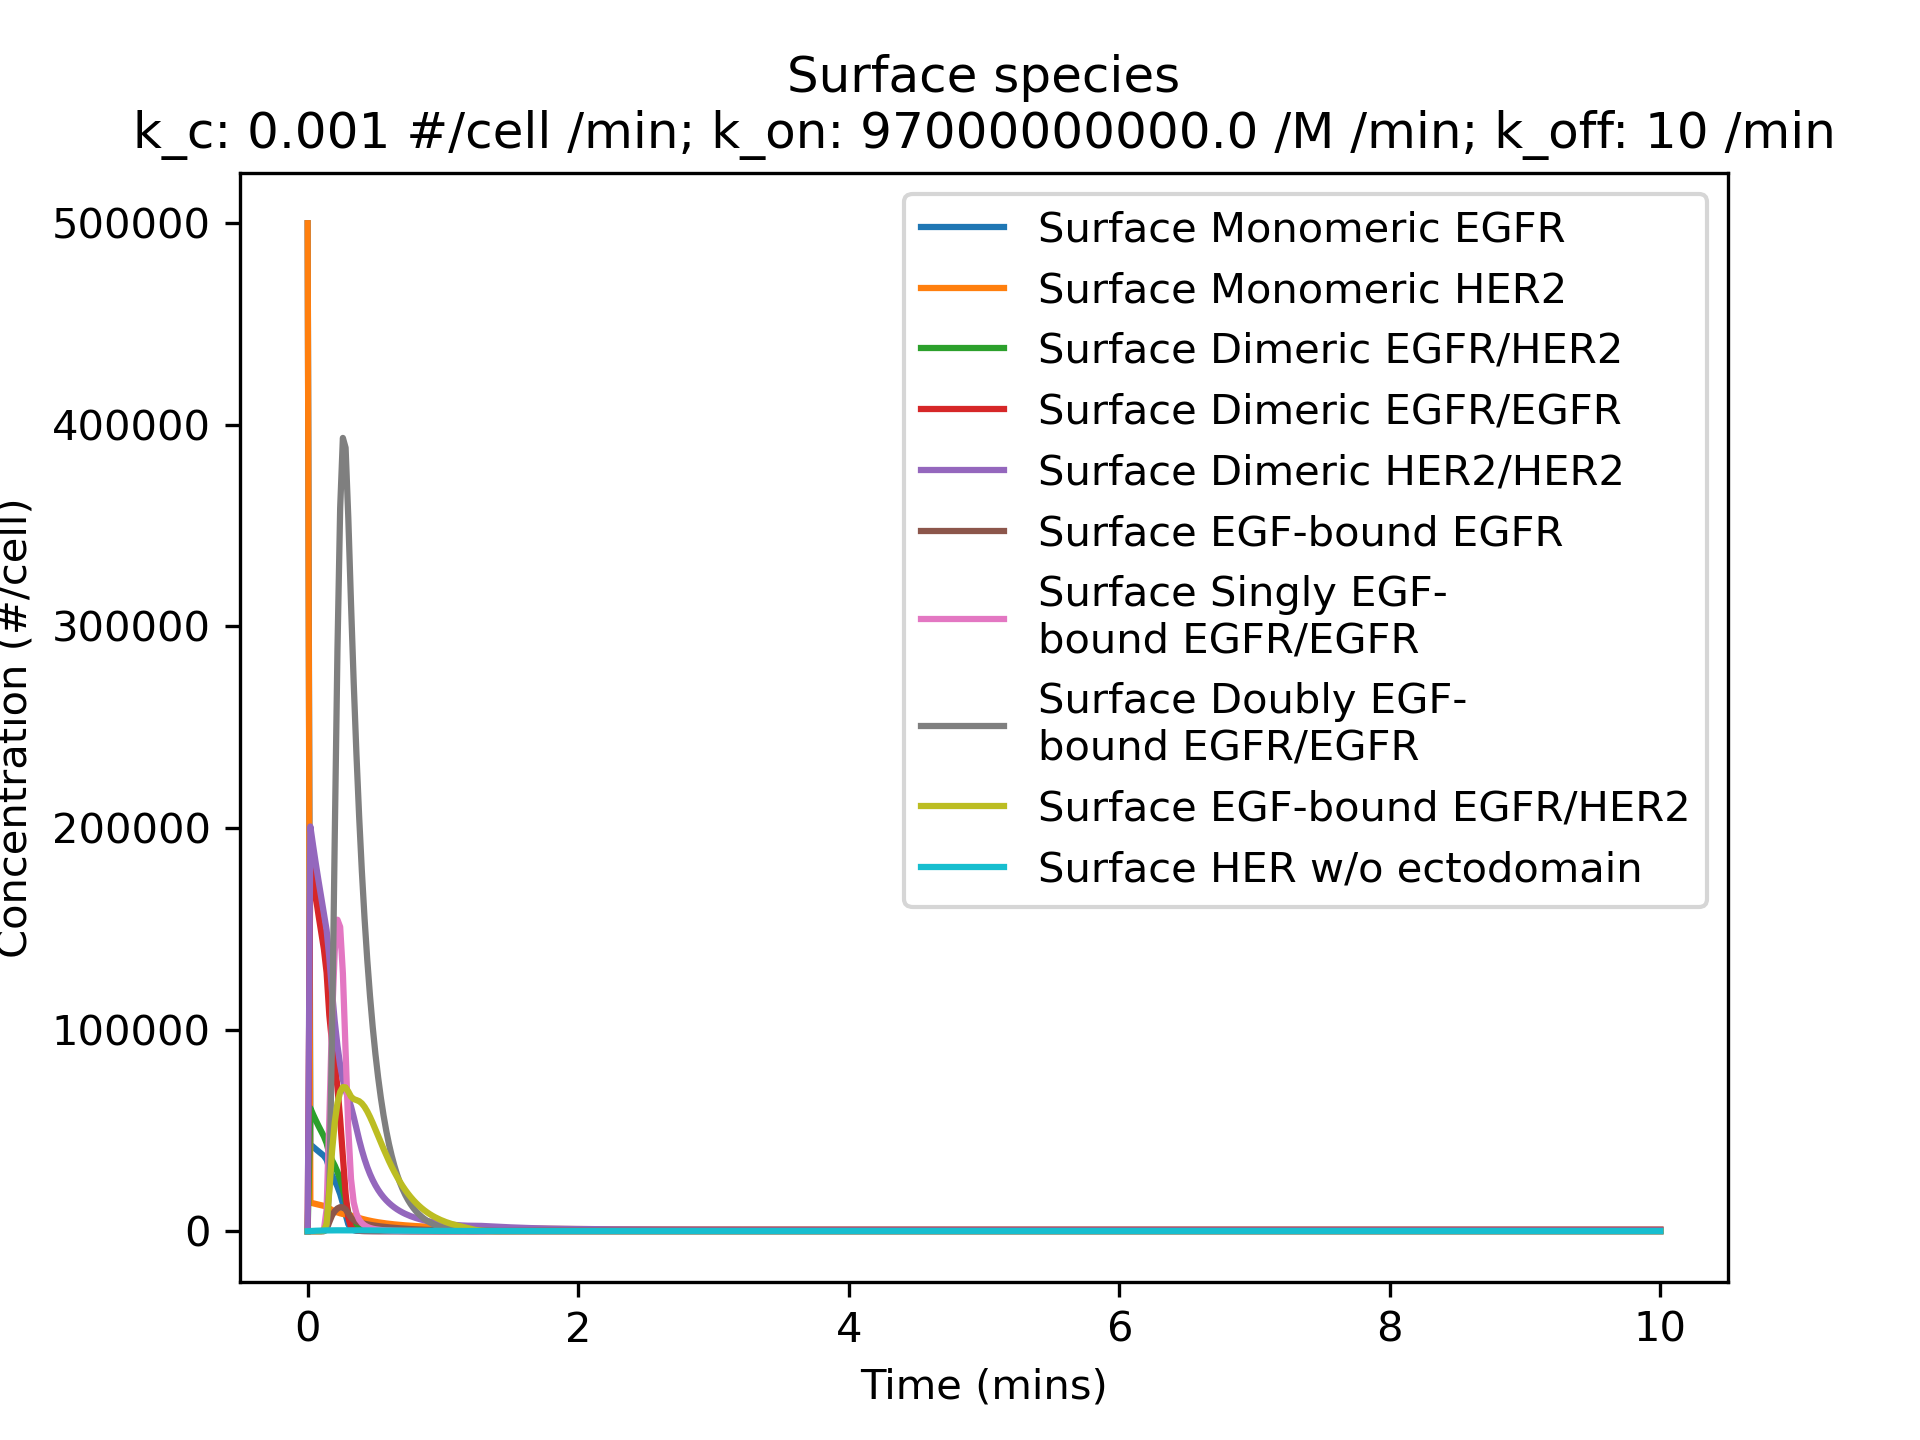 Surface species
k_c: 0.001 #/cell /min; k_on: 97000000000.0 /M /min; k_off: 10 /min
Concentration (#/cell)
500000
400000
300000
200000
100000
0
Surface Monomeric EGFR
Surface Monomeric HER2
Surface Dimeric EGFR/HER2
Surface Dimeric EGFR/EGFR
Surface Dimeric HER2/HER2
Surface EGF-bound EGFR
Surface Singly EGF-
bound EGFR/EGFR
Surface Doubly EGF-
bound EGFR/EGFR
Surface EGF-bound EGFR/HER2
Surface HER w/o ectodomain
0 2 4 6 8 10
Time (mins)